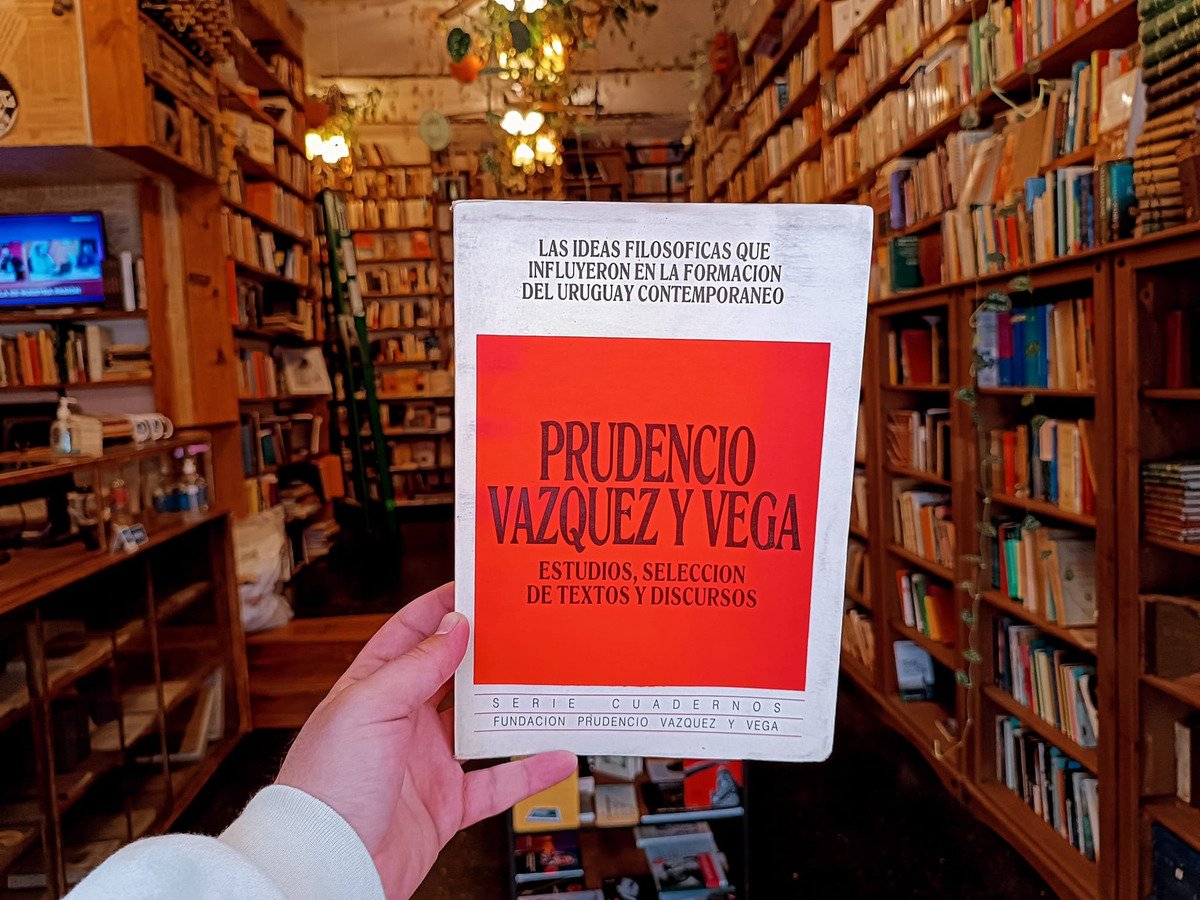 LAS IDEAS FILOSOFICAS QUE
INFLUYERON EN LA FORMACION
DEL URUGUAY CONTEMPORANEO
PRUDENCIO
VAZQUEZ Y VEGA
ESTUDIOS, SELECCION
DE TEXTOS Y DISCURSOS
SERIE CUADERNOS
FUNDACION PRUDENCIO VAZQUEZ Y VEGA